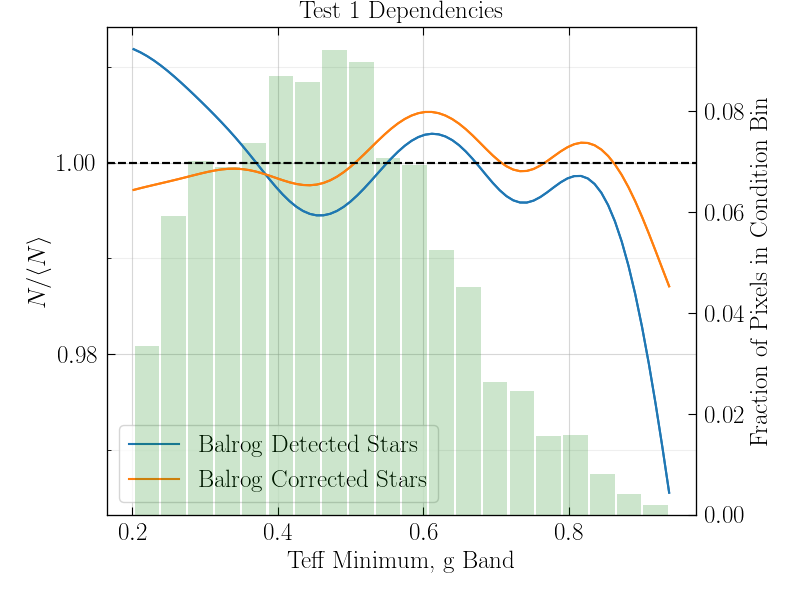 Test 1 Dependencies
1.00
0.98
N/⟨N⟩
0.08
0.06
0.04
0.02
0.00
Fraction of Pixels in Condition Bin
Balrog Detected Stars
Balrog Corrected Stars
0.2 0.4 0.6 0.8
Teff Minimum, g Band